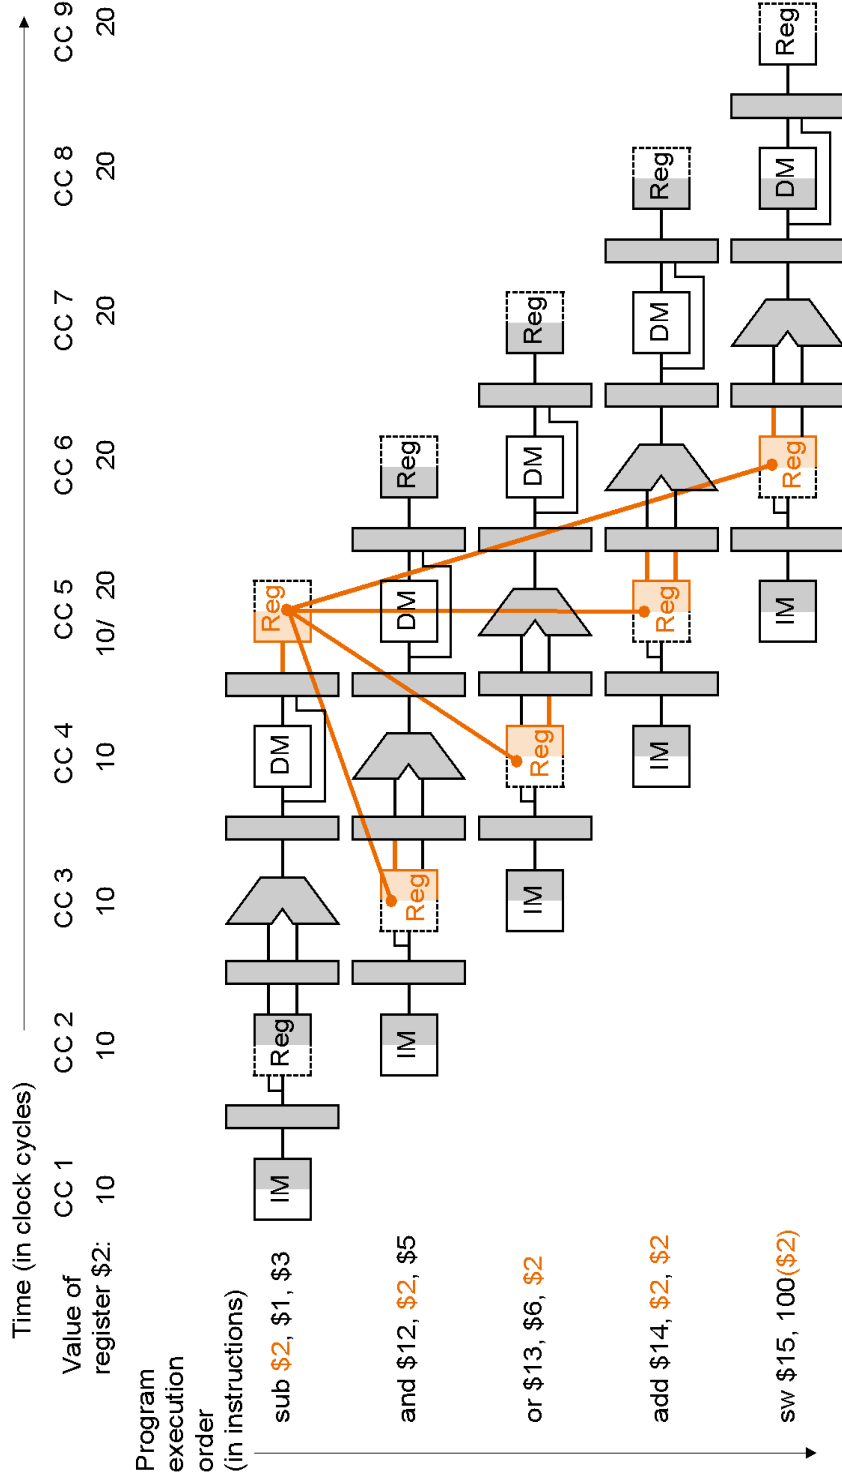 Time (in clock cycles)
CC 1 CC 2 CC 3 CC 4 CC 5 CC 6 CC 7 CC 8 CC 9
Value of
register $2:
10 10 10 10 10/ 20 20 20 20 20
Program
execution
order
(in instructions)
sub $2, $1, $3
IM Reg DM Reg
and $12, $2, $5
IM Reg DM Reg
or $13, $6, $2
IM Reg DM Reg
add $14, $2, $2
IM Reg DM Reg
sw $15, 100($2)
IM Reg DM Reg